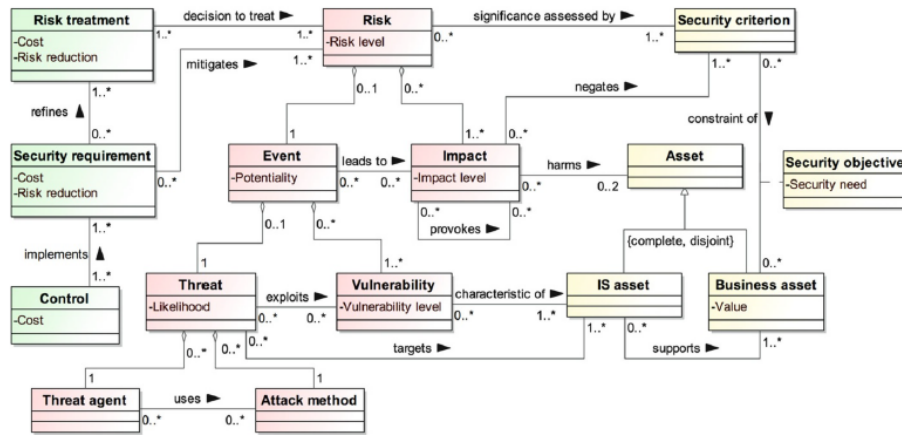 Risk treatment
-Cost
-Risk reduction
decision to treat ►
1..*
1..*
Risk
-Risk level
significance assessed by ►
0..*
1..*
Security criterion
mitigates ►
1..*
1..*
refines ▲
0..*
0..1
0..*
negates ►
1..*
0..*
constraint of ▼
1
1..*
0..*
Security requirement
-Cost
-Risk reduction
0..*
Event
-Potentiality
leads to ►
0..*
0..*
Impact
-Impact level
harms ►
0..*
0..2
Asset
Security objective
-Security need
0..*
provokes ►
0..*
1..*
implements ▲
1..*
0..1
0..*
{complete, disjoint}
1
1..*
0..*
Control
-Cost
Threat
-Likelihood
exploits ►
0..*
0..*
Vulnerability
-Vulnerability level
characteristic of ►
0..*
1..*
IS asset
Business asset
-Value
0..*
0..*
0..*
targets ►
1..*
0..*
supports ►
1..*
1
1
Threat agent
uses ►
0..*
0..*
Attack method